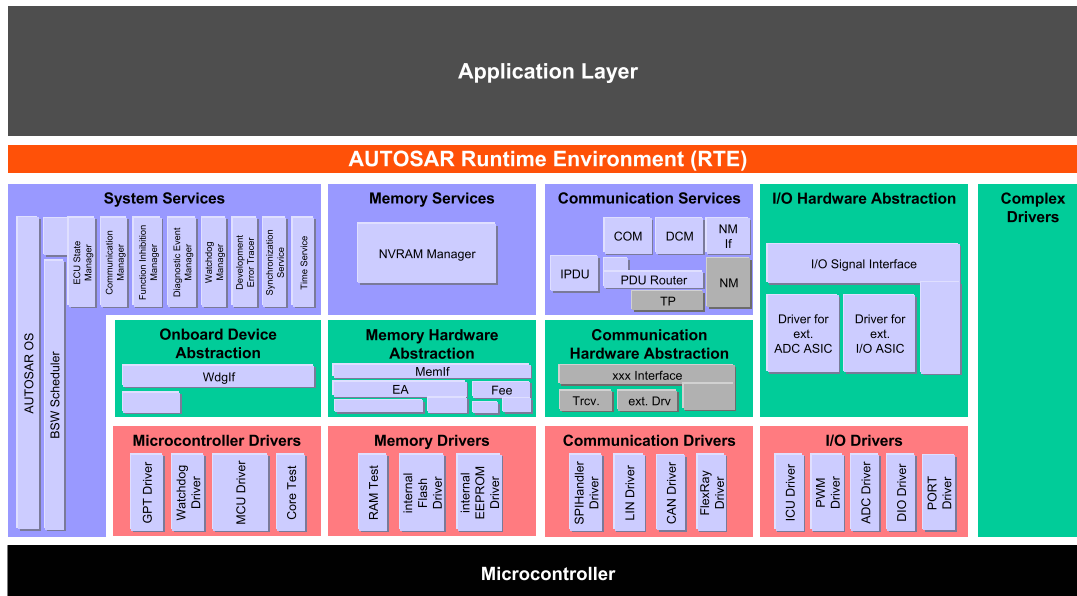 Application Layer
AUTOSAR Runtime Environment (RTE)
System Services
AUTOSAR OS
BSW Scheduler
ECU State
Manager
Communication
Manager
Function Inhibition
Manager
Diagnostic Event
Manager
Watchdog
Manager
Development
Error Tracer
Synchronization
Service
Time Service
Memory Services
NVRAM Manager
Communication Services
COM
DCM
NM
If
IPDU
PDU Router
NM
TP
I/O Hardware Abstraction
I/O Signal Interface
Driver for
ext.
ADC ASIC
Driver for
ext.
I/O ASIC
Complex
Drivers
Onboard Device
Abstraction
WdgIf
Memory Hardware
Abstraction
MemIf
EA
Fee
Communication
Hardware Abstraction
xxx Interface
Trcv.
ext. Drv
Microcontroller Drivers
GPT Driver
Watchdog
Driver
MCU Driver
Core Test
Memory Drivers
RAM Test
internal
Flash
Driver
internal
EEPROM
Driver
Communication Drivers
SPIHandler
Driver
LIN Driver
CAN Driver
FlexRay
Driver
I/O Drivers
ICU Driver
PWM
Driver
ADC Driver
DIO Driver
PORT
Driver
Microcontroller